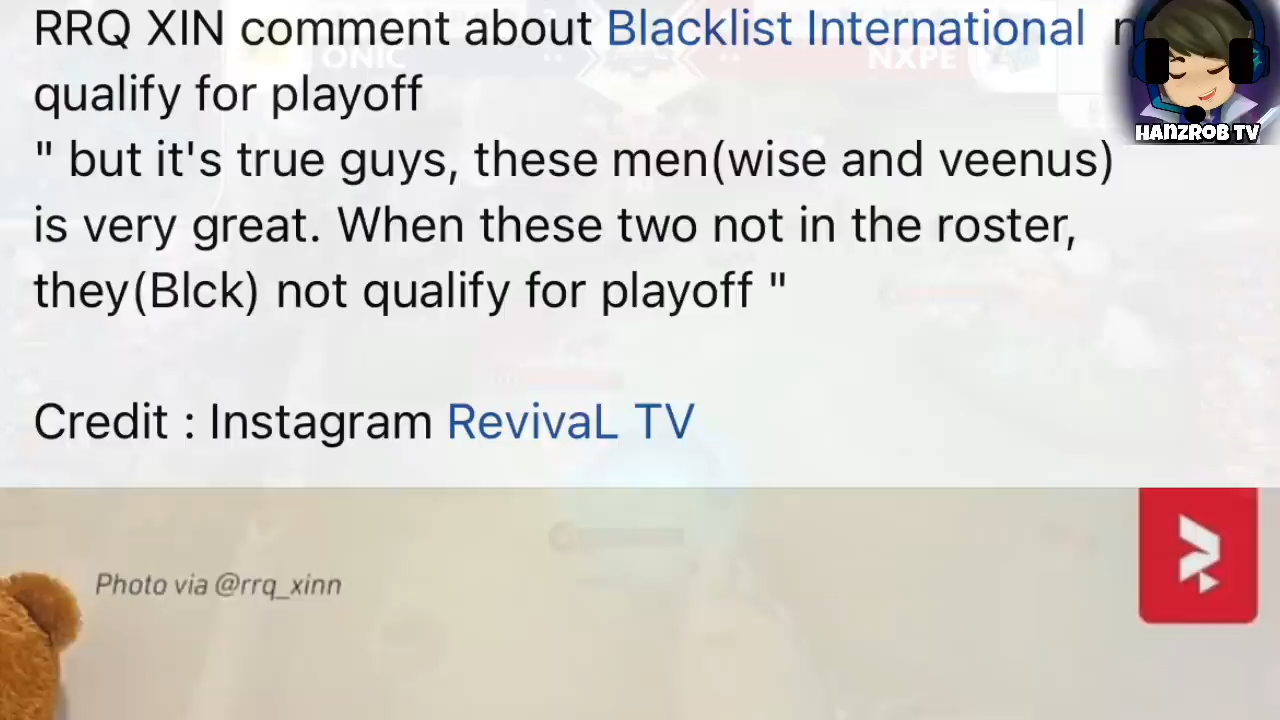 RRQ XIN comment about Blacklist International
qualify for playoff
" but it's true guys, these men(wise and veenus)
is very great. When these two not in the roster,
they(Blck) not qualify for playoff "
Credit : Instagram RevivaL TV
Photo via @rrq_xinn
HANZROB TV
ONIC
NXPE